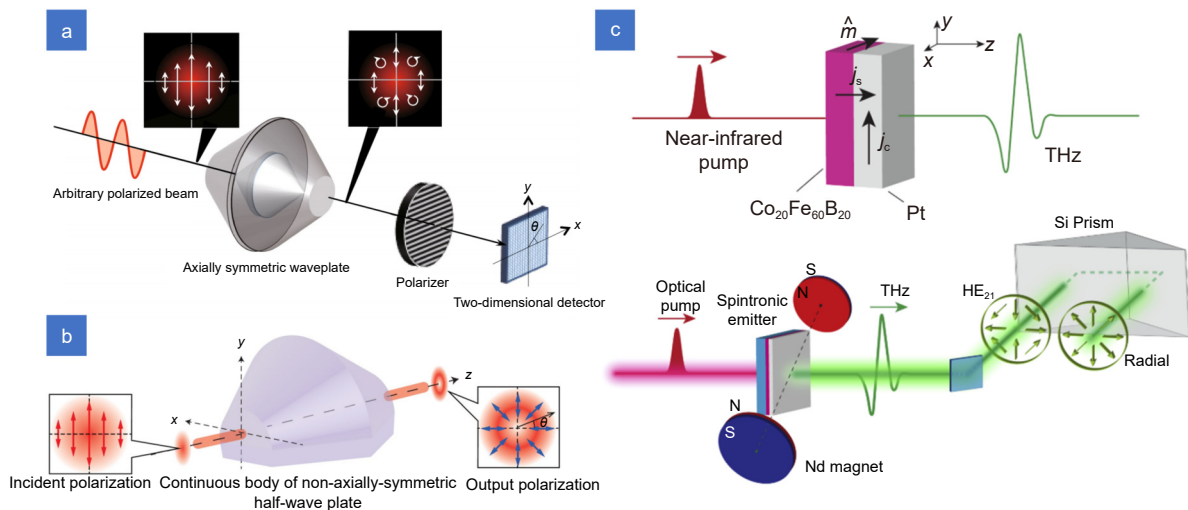 a
Arbitrary polarized beam
Axially symmetric waveplate
Polarizer
Two-dimensional detector
y
x
θ
b
y
x
z
θ
Incident polarization
Continuous body of non-axially-symmetric
half-wave plate
Output polarization
c
m̂
y
z
x
jₛ
j_c
Near-infrared
pump
THz
Co₂₀Fe₆₀B₂₀
Pt
Si Prism
S
N
Optical
pump
Spintronic
emitter
THz
HE₂₁
Radial
N
S
Nd magnet